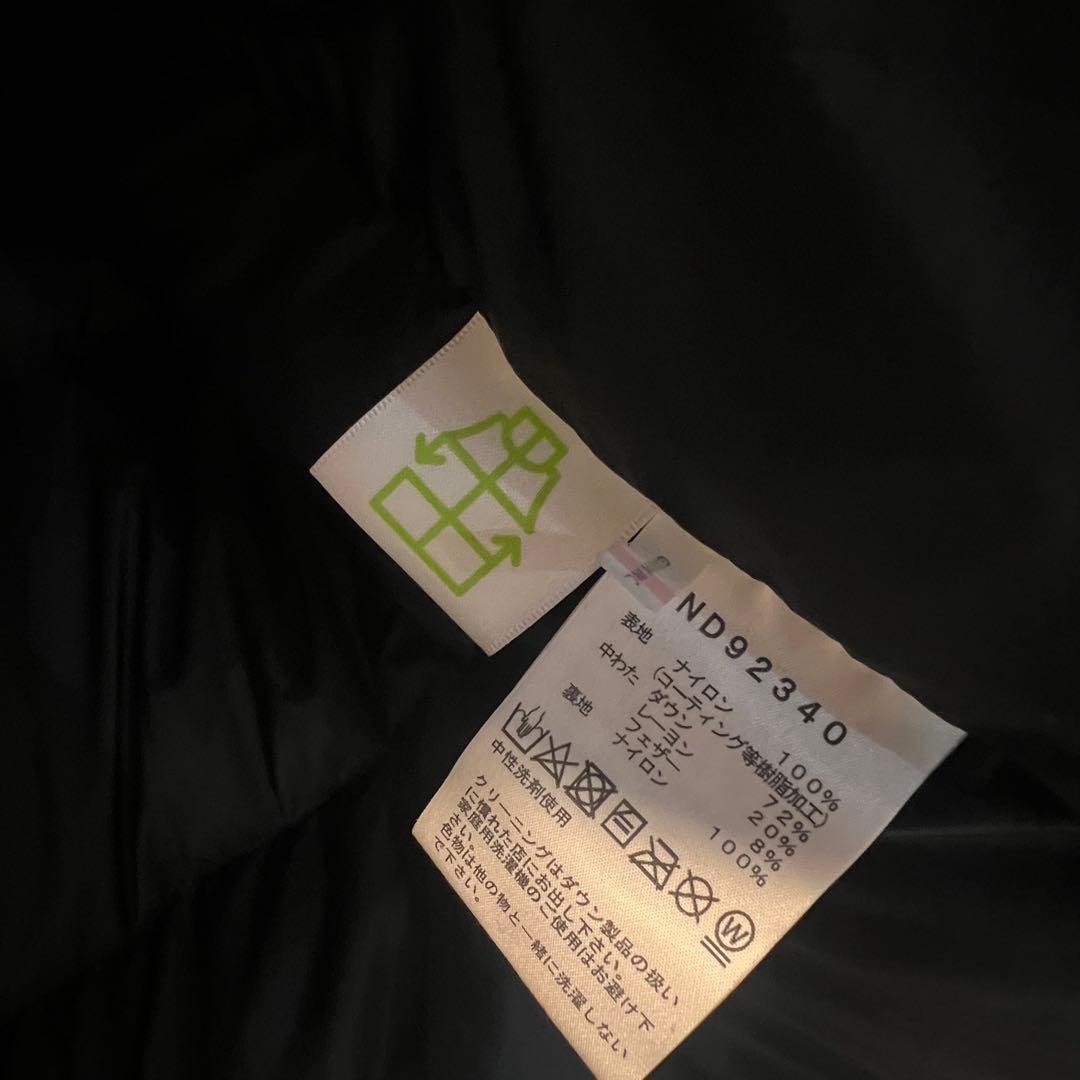 ND92340
表地 ナイロン 100%
(コーティング等樹脂加工)
中わた ダウン 72%
レーヨン 20%
フェザー 8%
裏地 ナイロン 100%
W
中性洗剤使用
クリーニングはダウン製品の扱い
に慣れた店にお出し下さい。
家庭用洗濯機のご使用はお避け下
さい。
色物は他の物と一緒に洗濯しない
で下さい。